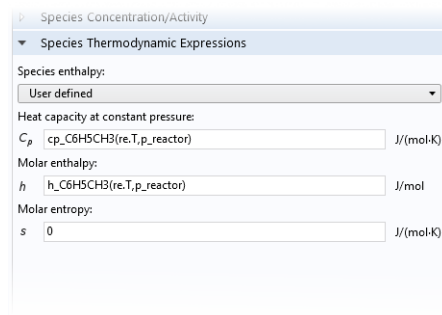 Species Concentration/Activity
Species Thermodynamic Expressions
Species enthalpy:
User defined
Heat capacity at constant pressure:
Cp cp_C6H5CH3(re.T,p_reactor) J/(mol·K)
Molar enthalpy:
h h_C6H5CH3(re.T,p_reactor) J/mol
Molar entropy:
s 0 J/(mol·K)